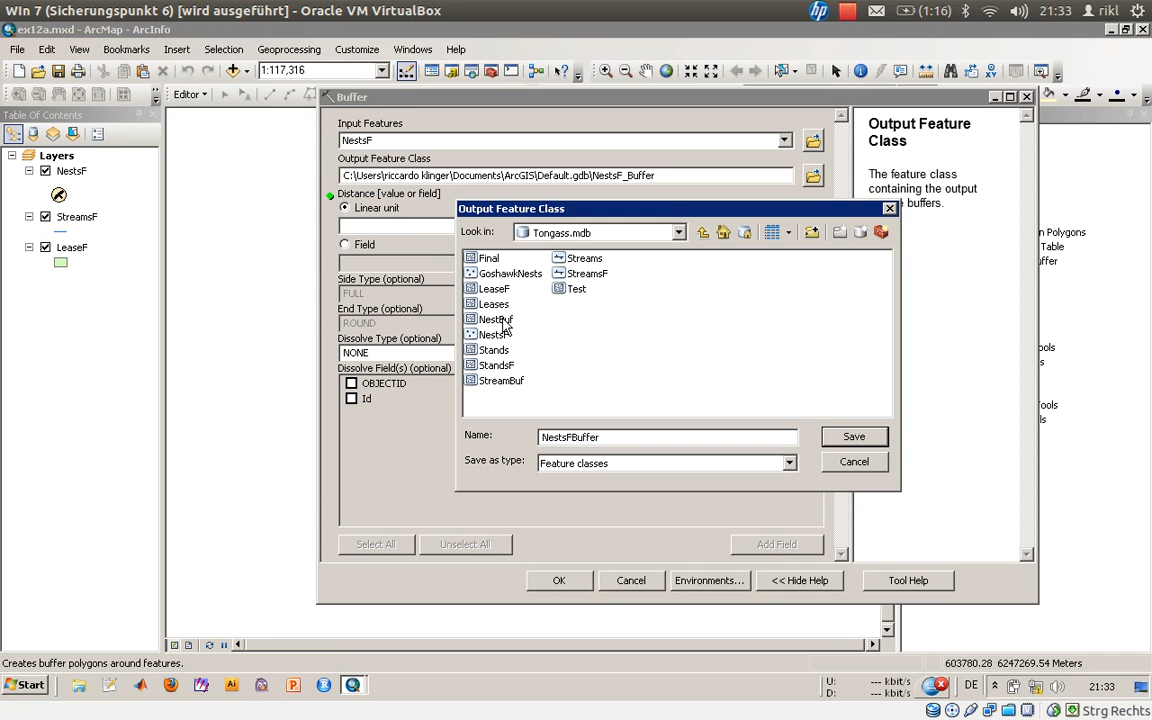 Win 7 (Sicherungspunkt 6) [wird ausgeführt] - Oracle VM VirtualBox
(1:16)
21:33
rikl
ex12a.mxd - ArcMap - ArcInfo
File Edit View Bookmarks Insert Selection Geoprocessing Customize Windows Help
1:117,316
Editor
Table Of Contents
Layers
NestsF
StreamsF
LeaseF
Buffer
Input Features
NestsF
Output Feature Class
C:\Users\riccardo klinger\Documents\ArcGIS\Default.gdb\NestsF_Buffer
Distance [value or field]
Linear unit
Field
Side Type (optional)
FULL
End Type (optional)
ROUND
Dissolve Type (optional)
NONE
Dissolve Field(s) (optional)
OBJECTID
Id
Select All
Unselect All
Add Field
OK
Cancel
Environments...
<< Hide Help
Tool Help
Output Feature
Class
The feature class
containing the output
buffers.
Output Feature Class
Look in:
Tongass.mdb
Final
GoshawkNests
LeaseF
Leases
NestBuf
NestsF
Stands
StandsF
StreamBuf
Streams
StreamsF
Test
Name:
NestsFBuffer
Save
Save as type:
Feature classes
Cancel
n Polygons
Table
Creates buffer polygons around features.
603780.28 6247269.54 Meters
Start
U:
D:
--- kbit/s
--- kbit/s
DE
21:33
Strg Rechts